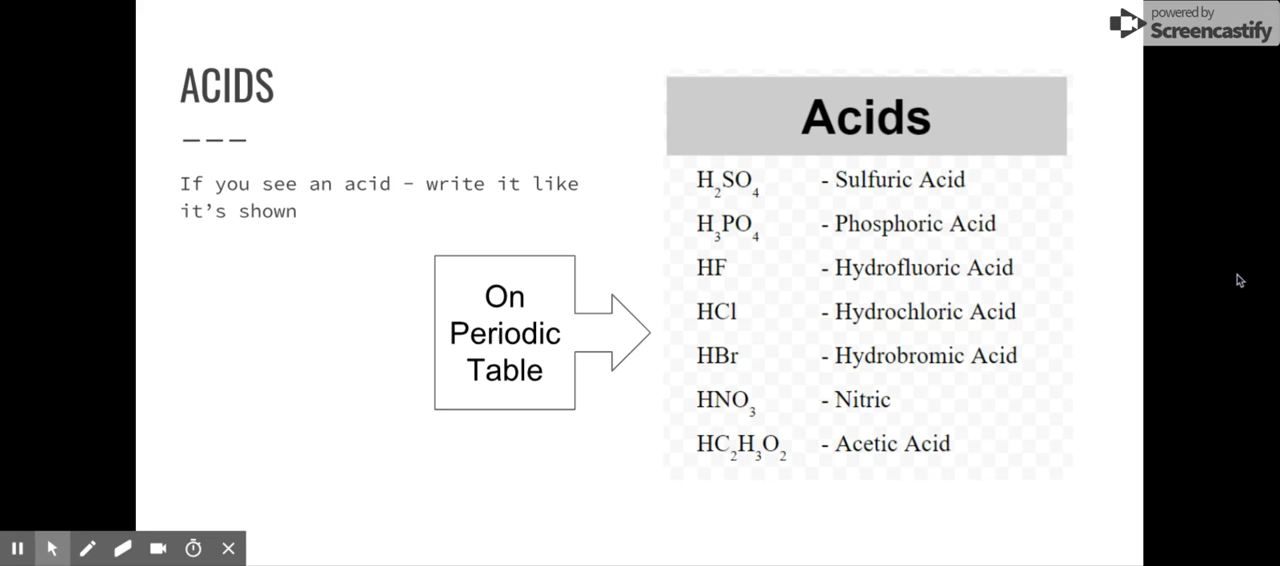 powered by
Screencastify
ACIDS
If you see an acid – write it like
it’s shown
On
Periodic
Table
Acids
H₂SO₄ - Sulfuric Acid
H₃PO₄ - Phosphoric Acid
HF - Hydrofluoric Acid
HCl - Hydrochloric Acid
HBr - Hydrobromic Acid
HNO₃ - Nitric
HC₂H₃O₂ - Acetic Acid